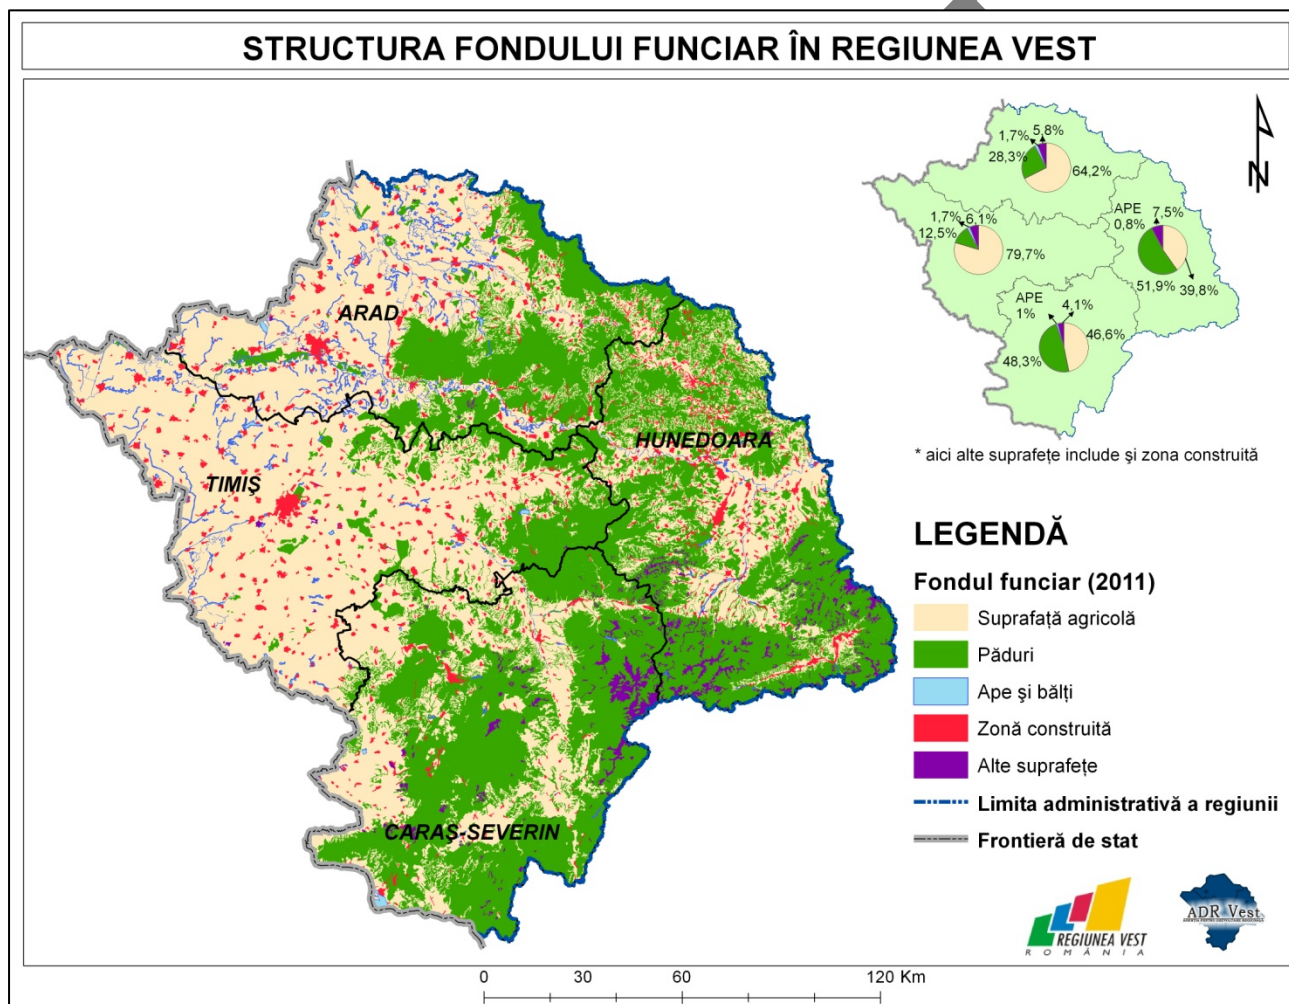 STRUCTURA FONDULUI FUNCIAR ÎN REGIUNEA VEST
N
1,7% 5,8%
28,3%
64,2%
1,7% 6,1%
12,5%
79,7%
APE 7,5%
0,8%
51,9% 39,8%
APE 4,1%
1%
46,6%
48,3%
* aici alte suprafețe include și zona construită
ARAD
TIMIŞ
HUNEDOARA
CARAŞ-SEVERIN
LEGENDĂ
Fondul funciar (2011)
Suprafață agricolă
Păduri
Ape şi bălți
Zonă construită
Alte suprafețe
Limita administrativă a regiunii
Frontieră de stat
REGIUNEA VEST
ROMÂNIA
ADR Vest
0 30 60 120 Km